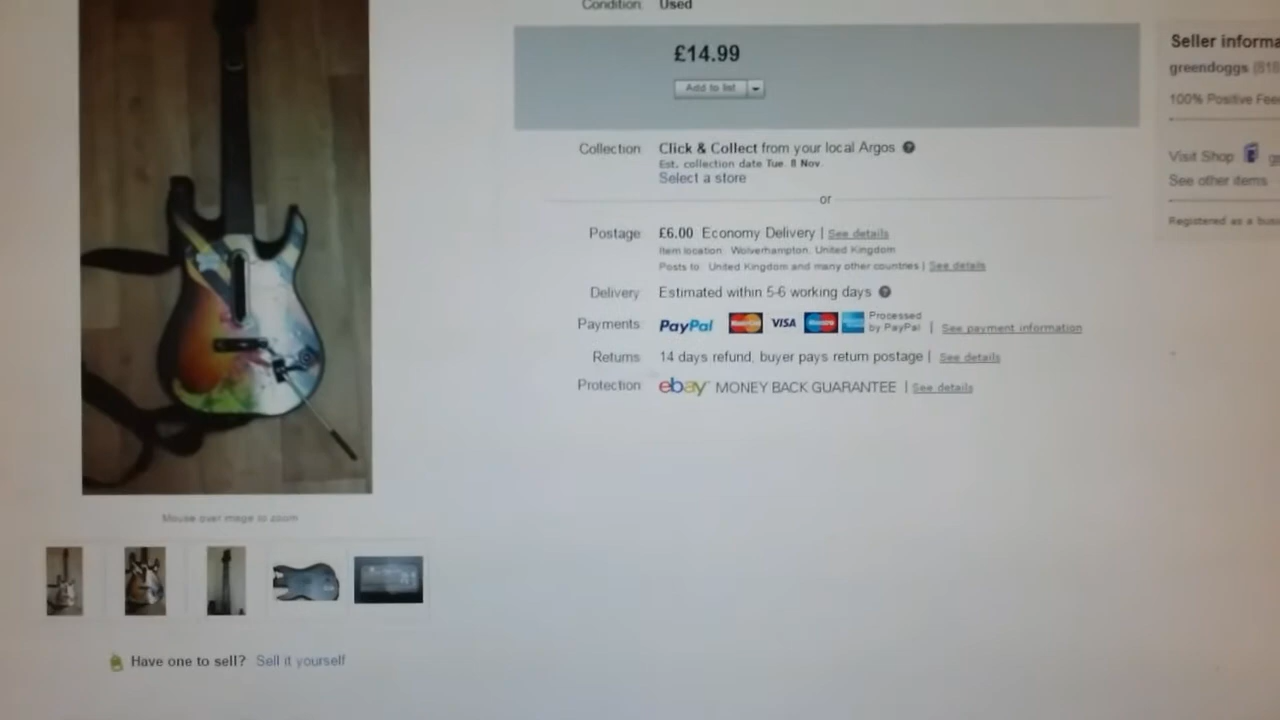 Condition: Used
£14.99
Add to list
Collection: Click & Collect from your local Argos
Est. collection date Tue. 8 Nov.
Select a store
or
Postage: £6.00 Economy Delivery | See details
Item location: Wolverhampton, United Kingdom
Posts to: United Kingdom and many other countries | See details
Delivery: Estimated within 5-6 working days
Payments: PayPal MasterCard VISA Maestro Processed by PayPal | See payment information
Returns: 14 days refund, buyer pays return postage | See details
Protection: ebay MONEY BACK GUARANTEE | See details
Seller informa
greendoggs (818
100% Positive Fee
Visit Shop:
See other items
Registered as a bus
Mouse over image to zoom
Have one to sell? Sell it yourself